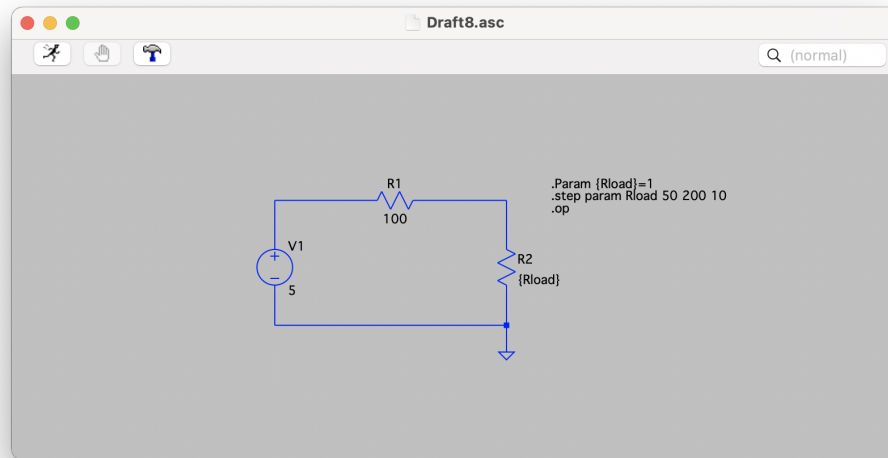 Draft8.asc
(normal)
R1
100
.Param {Rload}=1
.step param Rload 50 200 10
.op
V1
5
R2
{Rload}